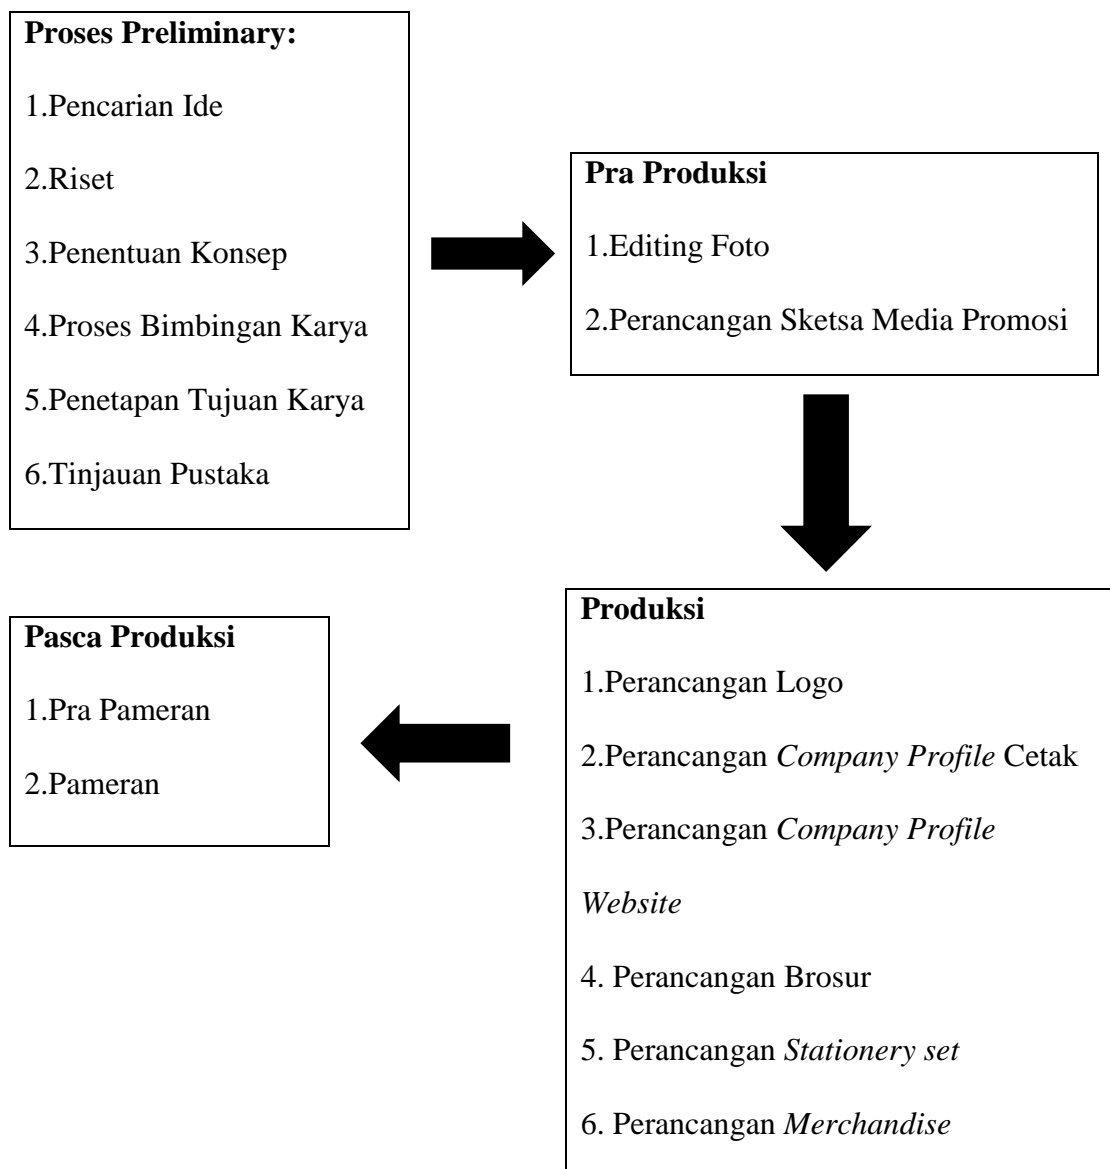 Proses Preliminary:
1.Pencarian Ide
2.Riset
3.Penentuan Konsep
4.Proses Bimbingan Karya
5.Penetapan Tujuan Karya
6.Tinjauan Pustaka
Pra Produksi
1.Editing Foto
2.Perancangan Sketsa Media Promosi
Produksi
1.Perancangan Logo
2.Perancangan Company Profile Cetak
3.Perancangan Company Profile
Website
4. Perancangan Brosur
5. Perancangan Stationery set
6. Perancangan Merchandise
Pasca Produksi
1.Pra Pameran
2.Pameran